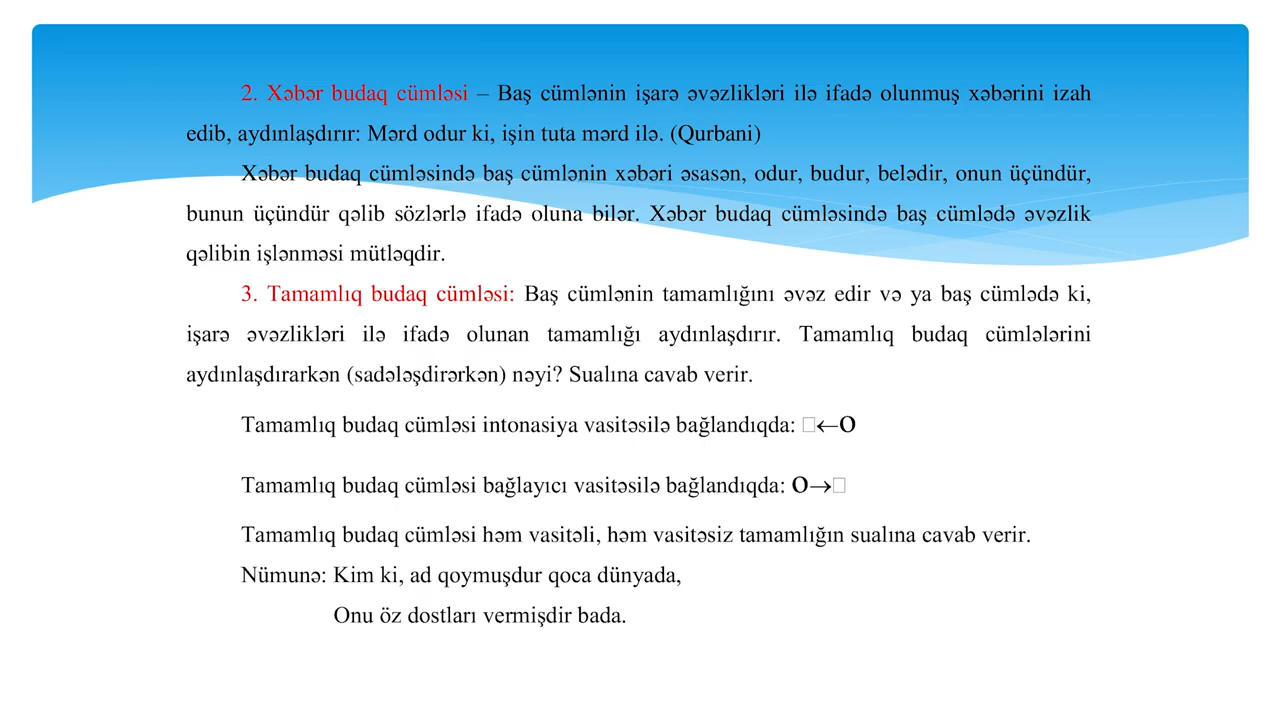 2. Xəbər budaq cümləsi – Baş cümlənin işarə əvəzlikləri ilə ifadə olunmuş xəbərini izah
edib, aydınlaşdırır: Mərd odur ki, işin tuta mərd ilə. (Qurbani)
Xəbər budaq cümləsində baş cümlənin xəbəri əsasən, odur, budur, belədir, onun üçündür,
bunun üçündür qəlib sözlərlə ifadə oluna bilər. Xəbər budaq cümləsində baş cümlədə əvəzlik
qəlibin işlənməsi mütləqdir.
3. Tamamlıq budaq cümləsi: Baş cümlənin tamamlığını əvəz edir və ya baş cümlədə ki,
işarə əvəzlikləri ilə ifadə olunan tamamlığı aydınlaşdırır. Tamamlıq budaq cümlələrini
aydınlaşdırarkən (sadələşdirərkən) nəyi? Sualına cavab verir.
Tamamlıq budaq cümləsi intonasiya vasitəsilə bağlandıqda: □←O
Tamamlıq budaq cümləsi bağlayıcı vasitəsilə bağlandıqda: O→□
Tamamlıq budaq cümləsi həm vasitəli, həm vasitəsiz tamamlığın sualına cavab verir.
Nümunə: Kim ki, ad qoymuşdur qoca dünyada,
Onu öz dostları vermişdir bada.